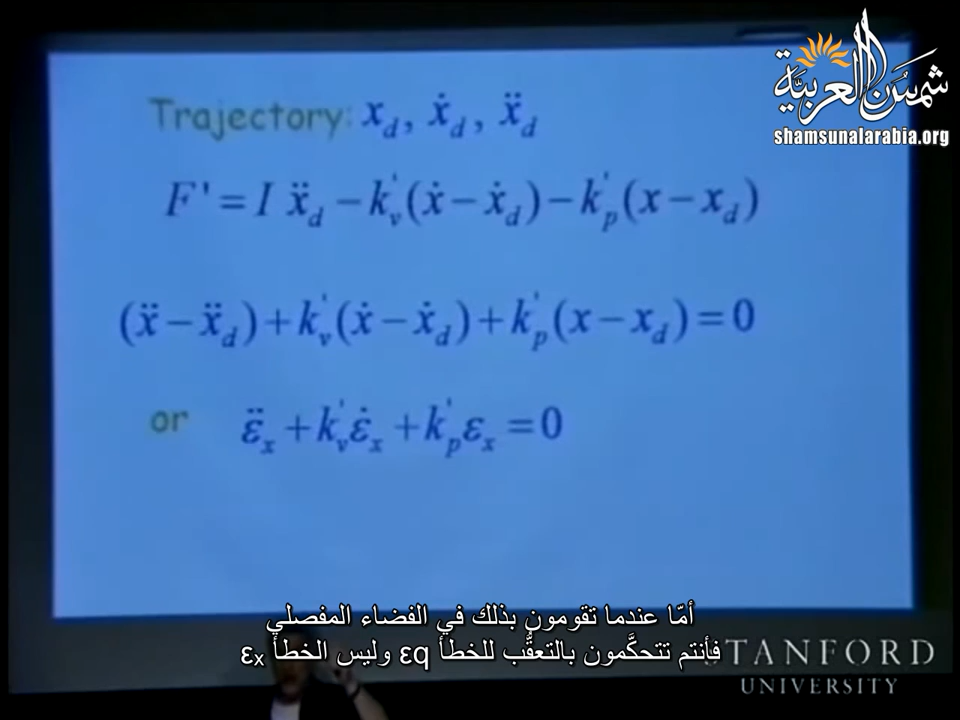 شمس العربية
shamsunalarabia.org
Trajectory: x_d, ẋ_d, ẍ_d
F' = I ẍ_d − k'_v(ẋ − ẋ_d) − k'_p(x − x_d)
(ẍ − ẍ_d) + k'_v(ẋ − ẋ_d) + k'_p(x − x_d) = 0
or ε̈_x + k'_v ε̇_x + k'_p ε_x = 0
أمّا عندما تقومون بذلك في الفضاء المفصلي
فأنتم تتحكَّمون بالتعقُّب للخطأ εq وليس الخطأ εₓ
STANFORD
UNIVERSITY